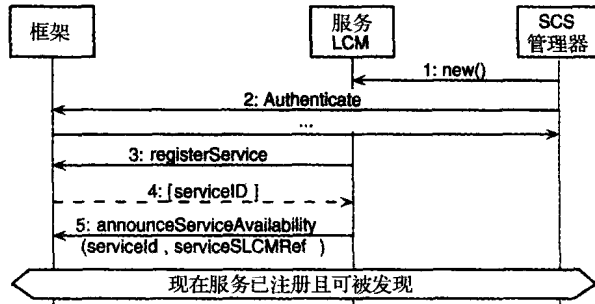 框架
服务
LCM
SCS
管理器
1: new()
2: Authenticate
...
3: registerService
4: [serviceID ]
5: announceServiceAvailability
(serviceId , serviceSLCMRef )
现在服务已注册且可被发现